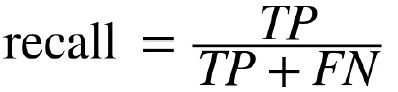 recall = TP / (TP + FN)